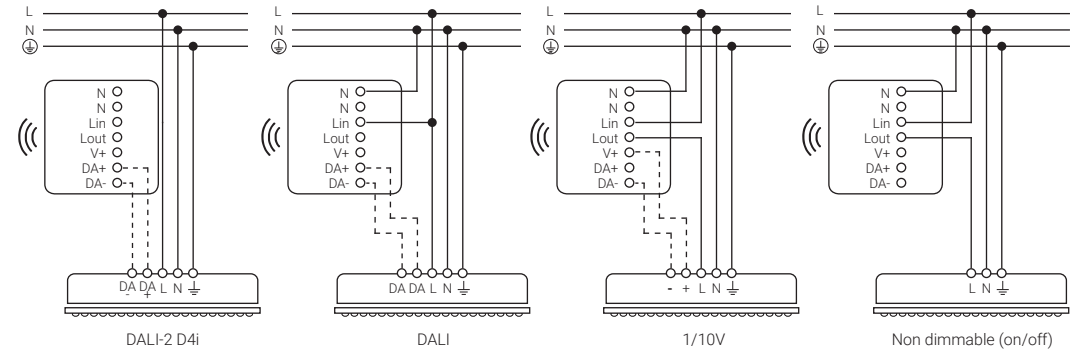 L
N
N
N
Lin
Lout
V+
DA+
DA-
DA DA L N
- +
DALI-2 D4i
L
N
N
N
Lin
Lout
V+
DA+
DA-
DA DA L N
DALI
L
N
N
N
Lin
Lout
V+
DA+
DA-
- + L N
1/10V
L
N
N
N
Lin
Lout
V+
DA+
DA-
L N
Non dimmable (on/off)